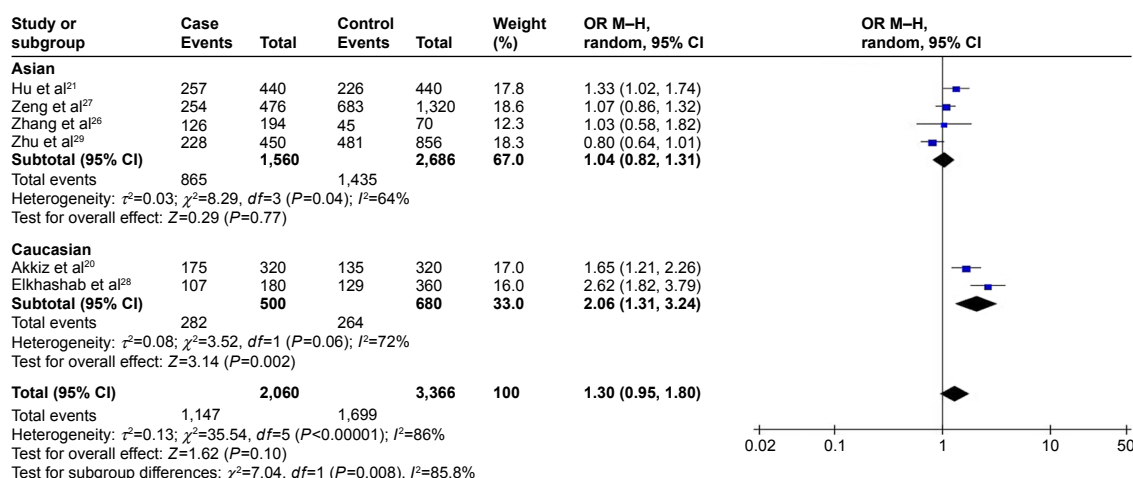 Study or subgroup Case Events Total Control Events Total Weight (%) OR M–H, random, 95% CI OR M–H, random, 95% CI
Asian
Hu et al²¹ 257 440 226 440 17.8 1.33 (1.02, 1.74)
Zeng et al²⁷ 254 476 683 1,320 18.6 1.07 (0.86, 1.32)
Zhang et al²⁶ 126 194 45 70 12.3 1.03 (0.58, 1.82)
Zhu et al²⁹ 228 450 481 856 18.3 0.80 (0.64, 1.01)
Subtotal (95% CI) 1,560 2,686 67.0 1.04 (0.82, 1.31)
Total events 865 1,435
Heterogeneity: τ²=0.03; χ²=8.29, df=3 (P=0.04); I²=64%
Test for overall effect: Z=0.29 (P=0.77)
Caucasian
Akkiz et al²⁰ 175 320 135 320 17.0 1.65 (1.21, 2.26)
Elkhashab et al²⁸ 107 180 129 360 16.0 2.62 (1.82, 3.79)
Subtotal (95% CI) 500 680 33.0 2.06 (1.31, 3.24)
Total events 282 264
Heterogeneity: τ²=0.08; χ²=3.52, df=1 (P=0.06); I²=72%
Test for overall effect: Z=3.14 (P=0.002)
Total (95% CI) 2,060 3,366 100 1.30 (0.95, 1.80)
Total events 1,147 1,699
Heterogeneity: τ²=0.13; χ²=35.54, df=5 (P<0.00001); I²=86%
Test for overall effect: Z=1.62 (P=0.10)
Test for subgroup differences: χ²=7.04, df=1 (P=0.008), I²=85.8%
0.02 0.1 1 10 50